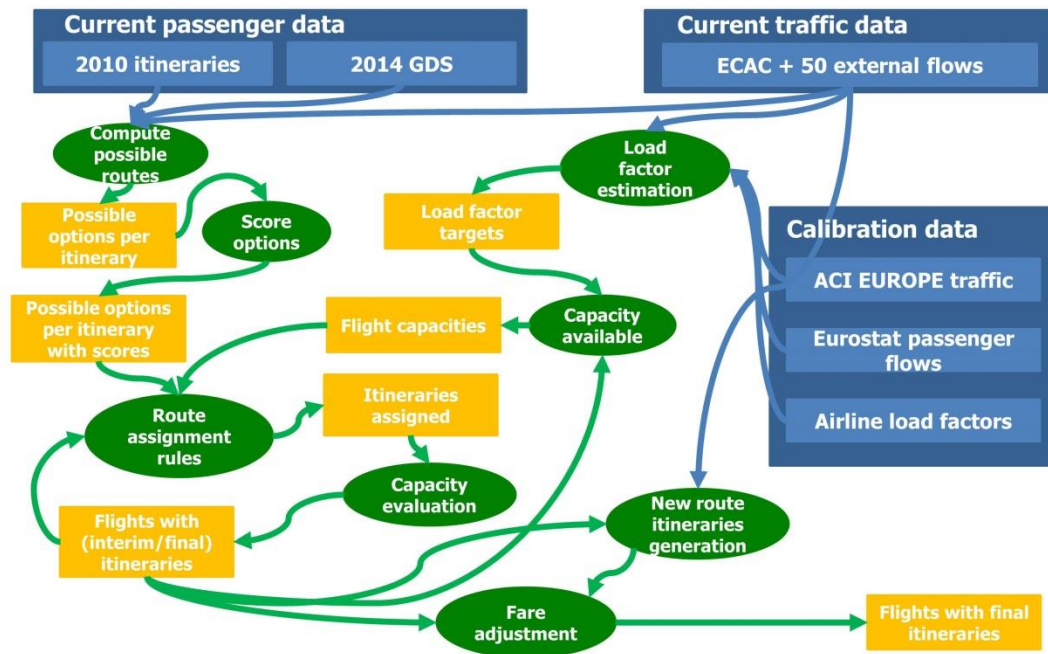 Current passenger data
2010 itineraries
2014 GDS
Current traffic data
ECAC + 50 external flows
Compute
possible
routes
Load
factor
estimation
Possible
options per
itinerary
Score
options
Load factor
targets
Calibration data
ACI EUROPE traffic
Eurostat passenger
flows
Airline load factors
Possible options
per itinerary
with scores
Flight capacities
Capacity
available
Route
assignment
rules
Itineraries
assigned
Capacity
evaluation
New route
itineraries
generation
Flights with
(interim/final)
itineraries
Fare
adjustment
Flights with final
itineraries